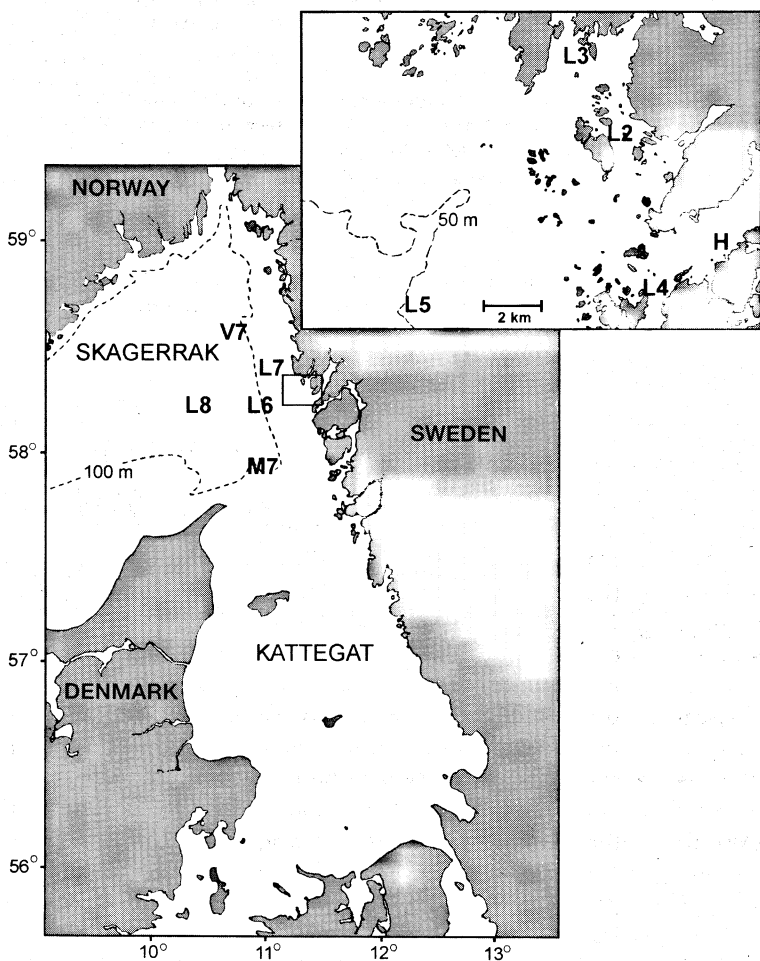 L3
L2
NORWAY
50 m
59°
H
L4
L5
2 km
V7
SKAGERRAK
L7
L8
L6
SWEDEN
58°
M7
100 m
57°
KATTEGAT
DENMARK
56°
10°
11°
12°
13°